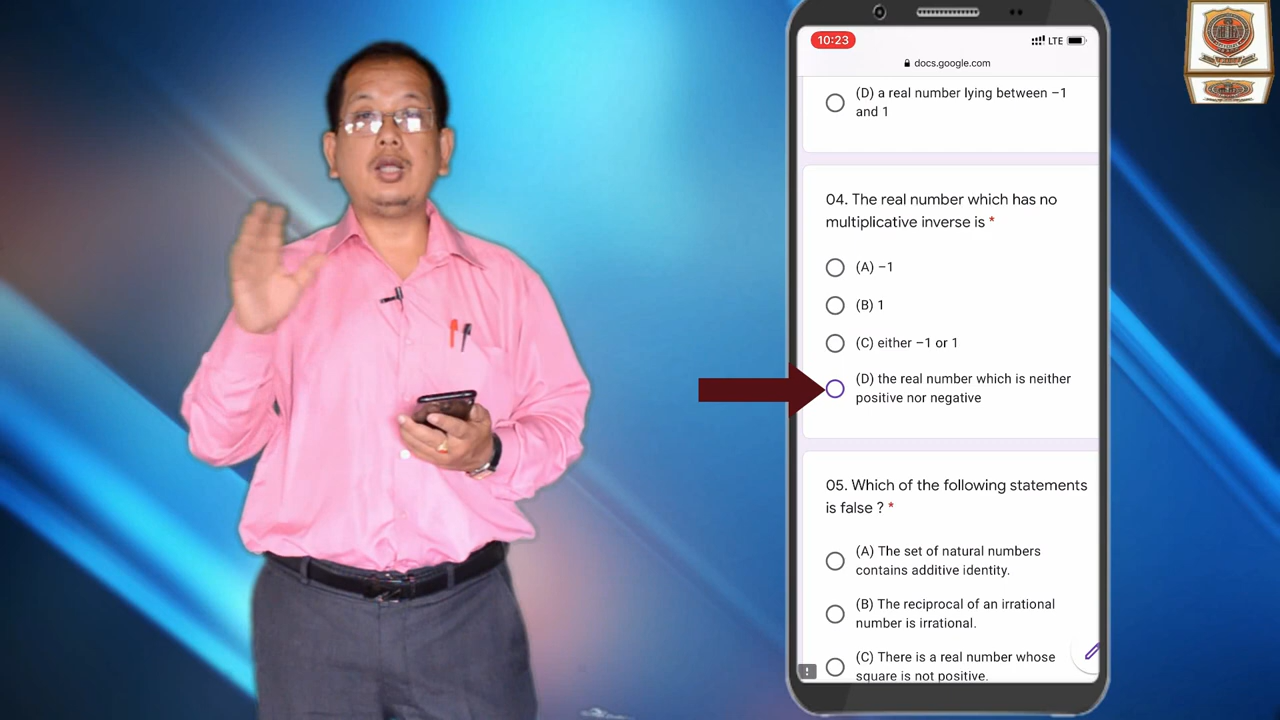 10:23
LTE
docs.google.com
(D) a real number lying between −1
and 1
04. The real number which has no
multiplicative inverse is *
(A) −1
(B) 1
(C) either −1 or 1
(D) the real number which is neither
positive nor negative
05. Which of the following statements
is false ? *
(A) The set of natural numbers
contains additive identity.
(B) The reciprocal of an irrational
number is irrational.
(C) There is a real number whose
square is not positive.